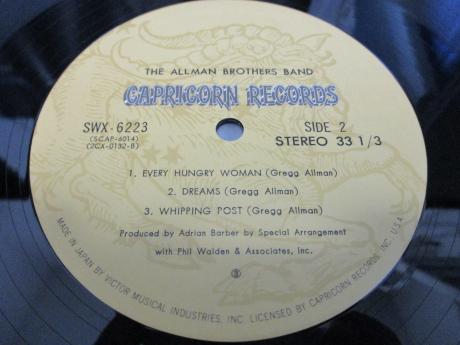 THE ALLMAN BROTHERS BAND
CAPRICORN RECORDS
SWX-6223
(SCAP-6014)
(2CX-0132-B)
SIDE 2
STEREO 33 1/3
1. EVERY HUNGRY WOMAN (Gregg Allman)
2. DREAMS (Gregg Allman)
3. WHIPPING POST (Gregg Allman)
Produced by Adrian Barber by Special Arrangement
with Phil Walden & Associates, Inc.
MADE IN JAPAN BY VICTOR MUSICAL INDUSTRIES, INC. LICENSED BY CAPRICORN RECORDS, INC. U.S.A.